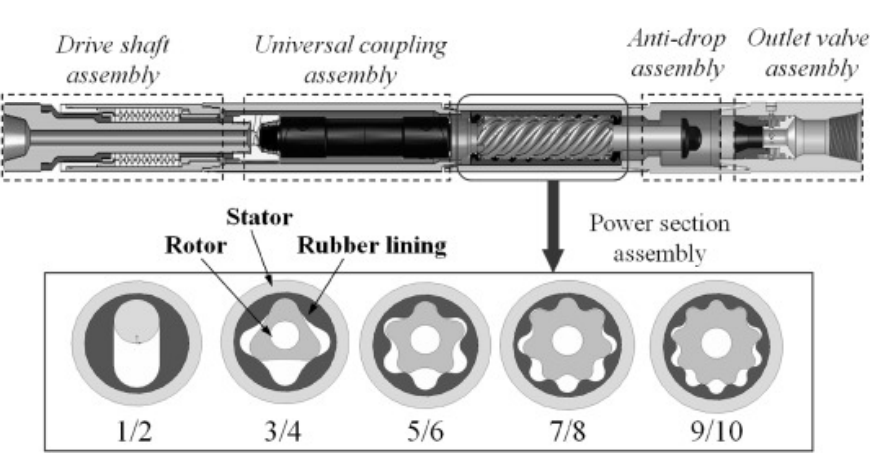 Drive shaft
assembly
Universal coupling
assembly
Anti-drop
assembly
Outlet valve
assembly
Stator
Rotor
Rubber lining
Power section
assembly
1/2
3/4
5/6
7/8
9/10